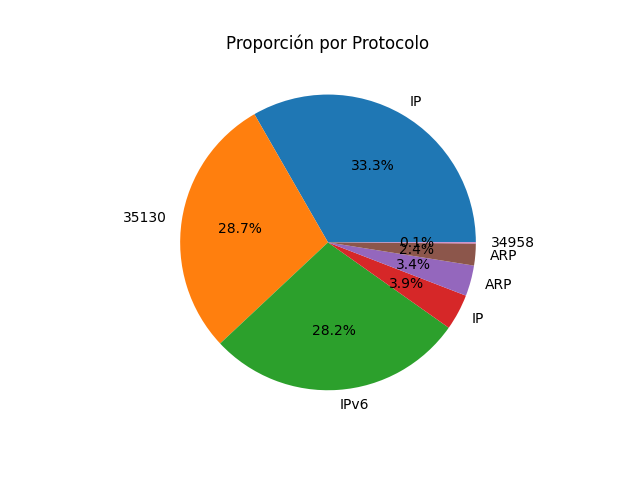 Proporción por Protocolo
IP
33.3%
35130
28.7%
28.2%
IPv6
3.9%
IP
3.4%
ARP
2.4%
ARP
0.1%
34958